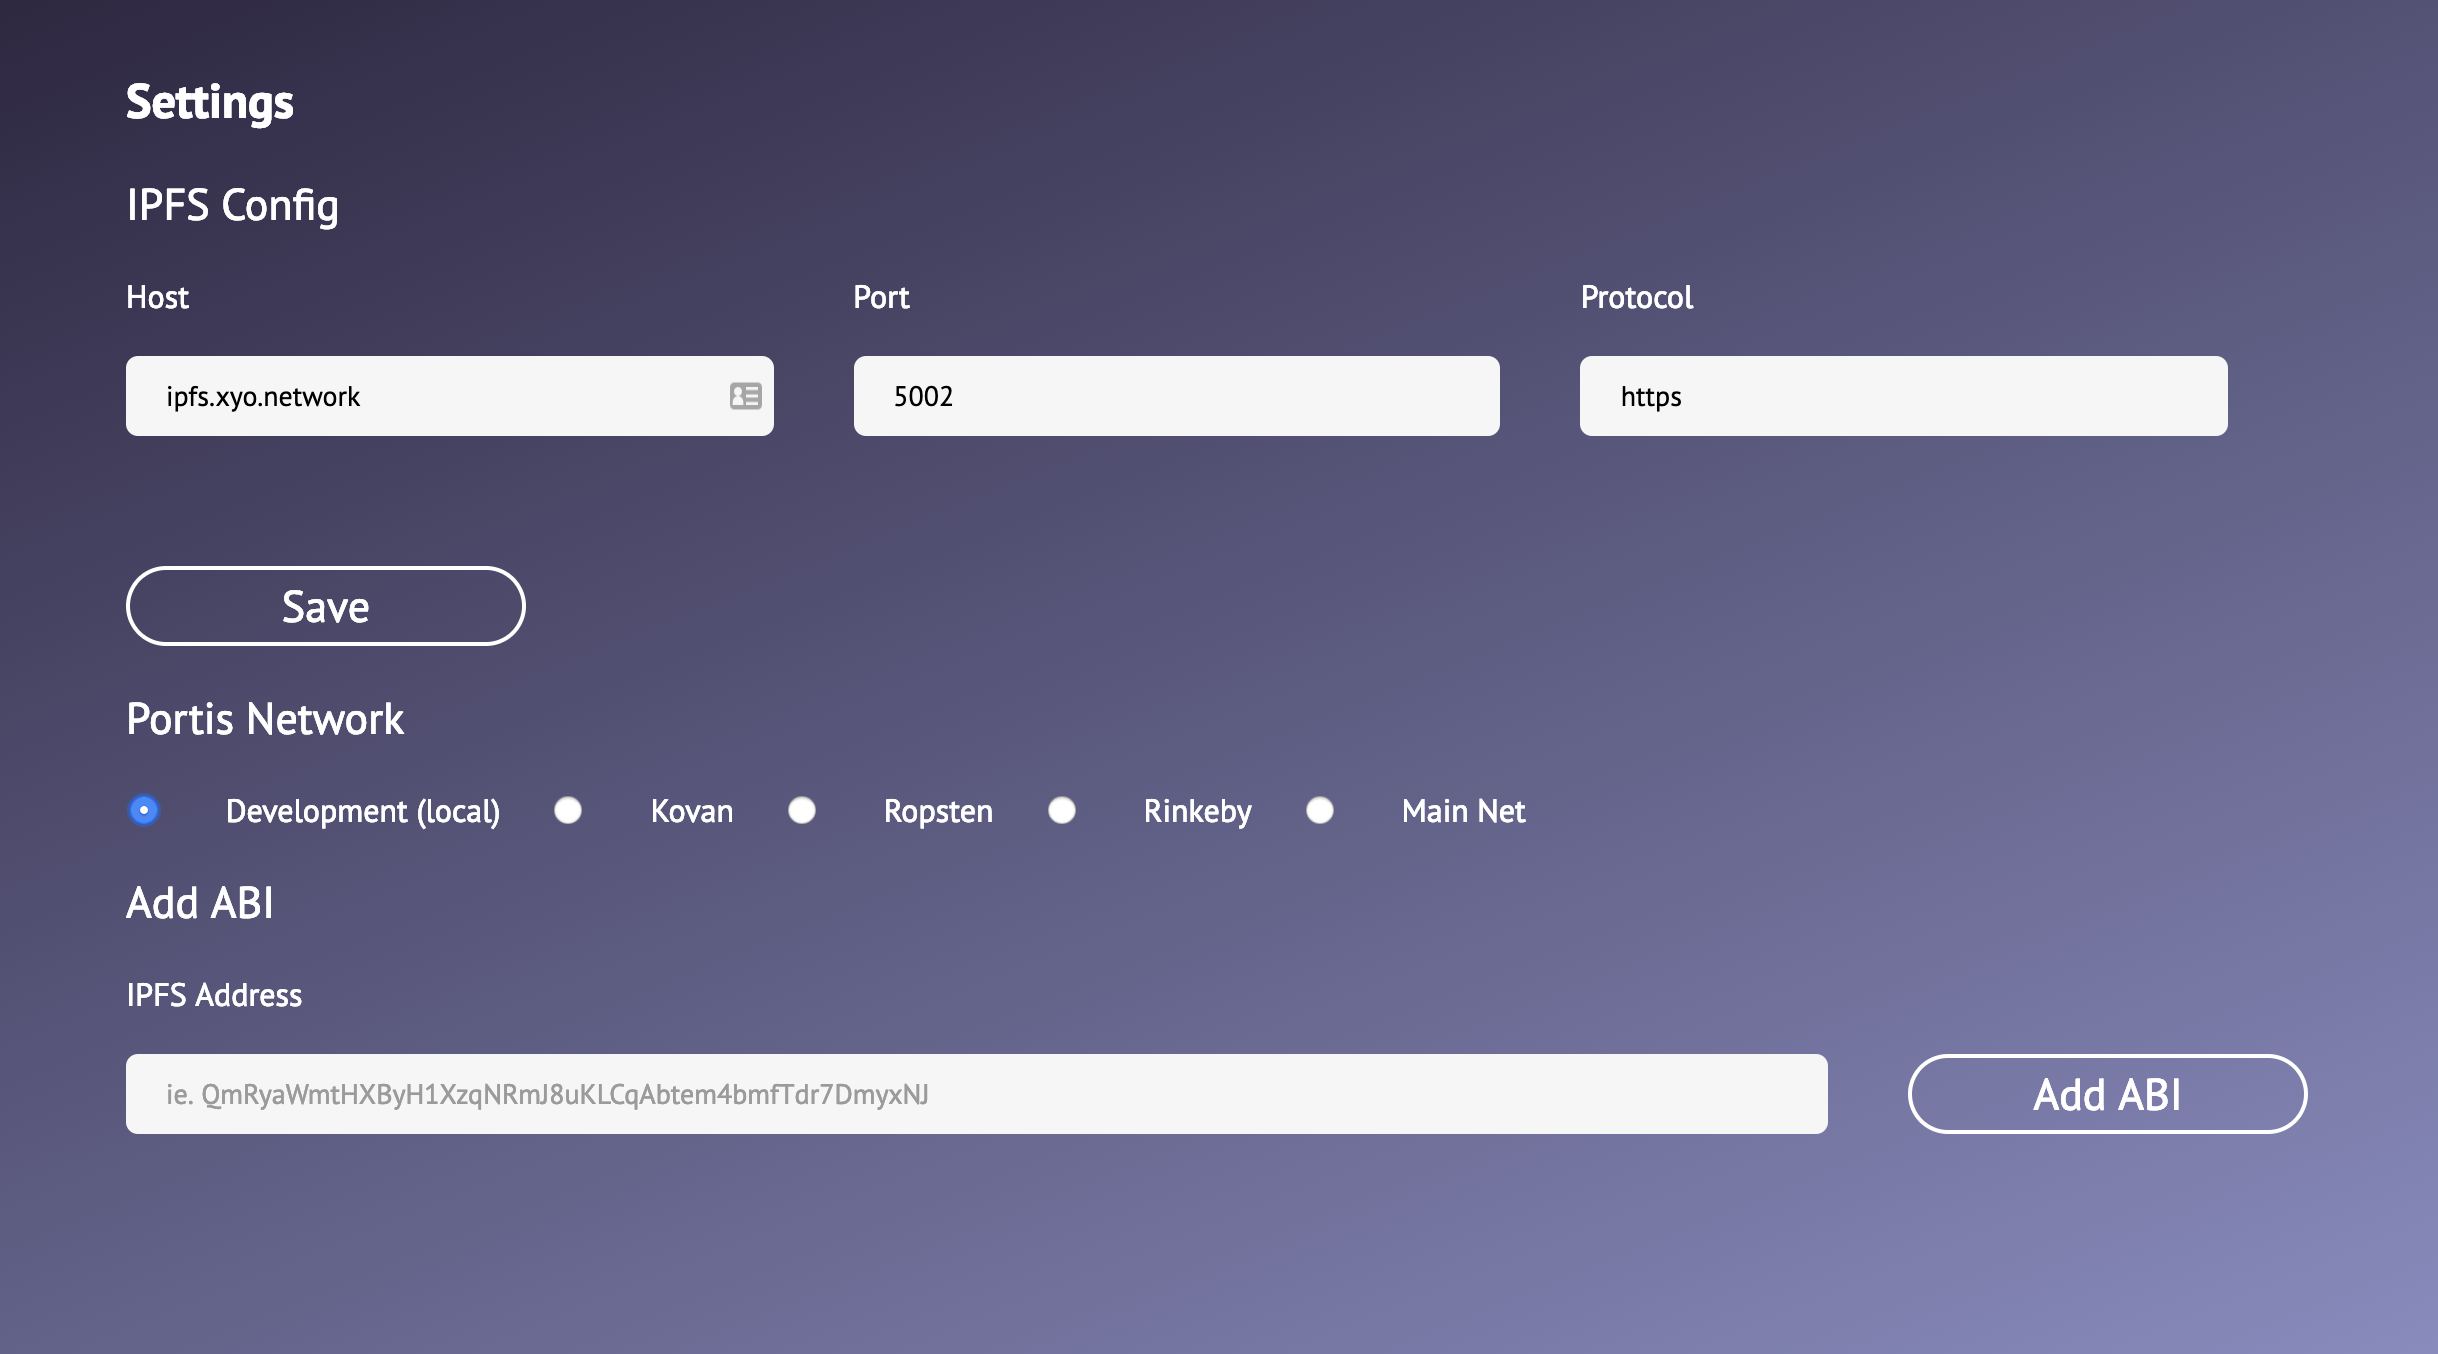 Settings
IPFS Config
Host Port Protocol
ipfs.xyo.network 5002 https
Save
Portis Network
Development (local) Kovan Ropsten Rinkeby Main Net
Add ABI
IPFS Address
ie. QmRyaWmtHXByH1XzqNRmJ8uKLCqAbtem4bmfTdr7DmyxNJ Add ABI